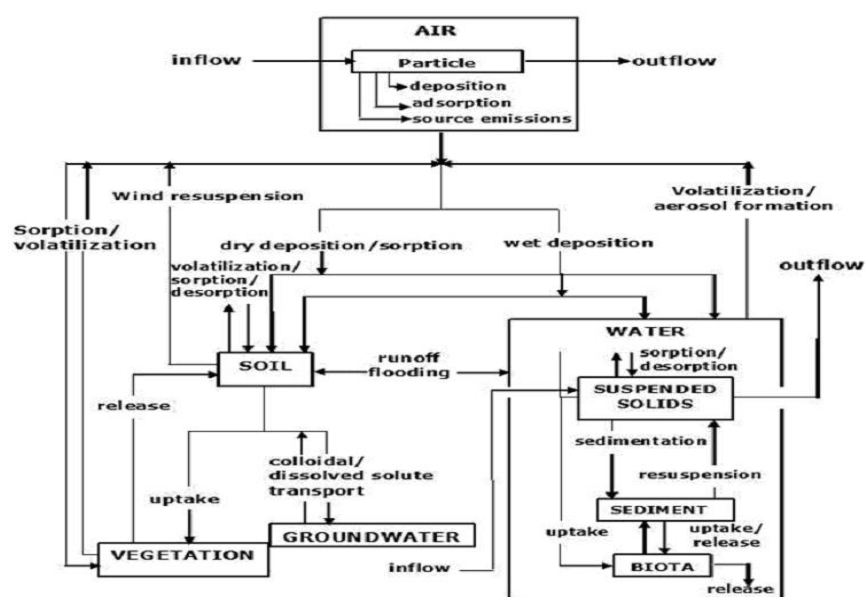 AIR
inflow
Particle
outflow
deposition
adsorption
source emissions
Wind resuspension
Volatilization/
aerosol formation
Sorption/
volatilization
dry deposition/sorption
wet deposition
volatilization/
sorption/
desorption
outflow
WATER
SOIL
runoff
flooding
sorption/
desorption
SUSPENDED
SOLIDS
release
sedimentation
colloidal/
dissolved solute
transport
resuspension
uptake
SEDIMENT
GROUNDWATER
uptake
uptake/
release
VEGETATION
inflow
BIOTA
release